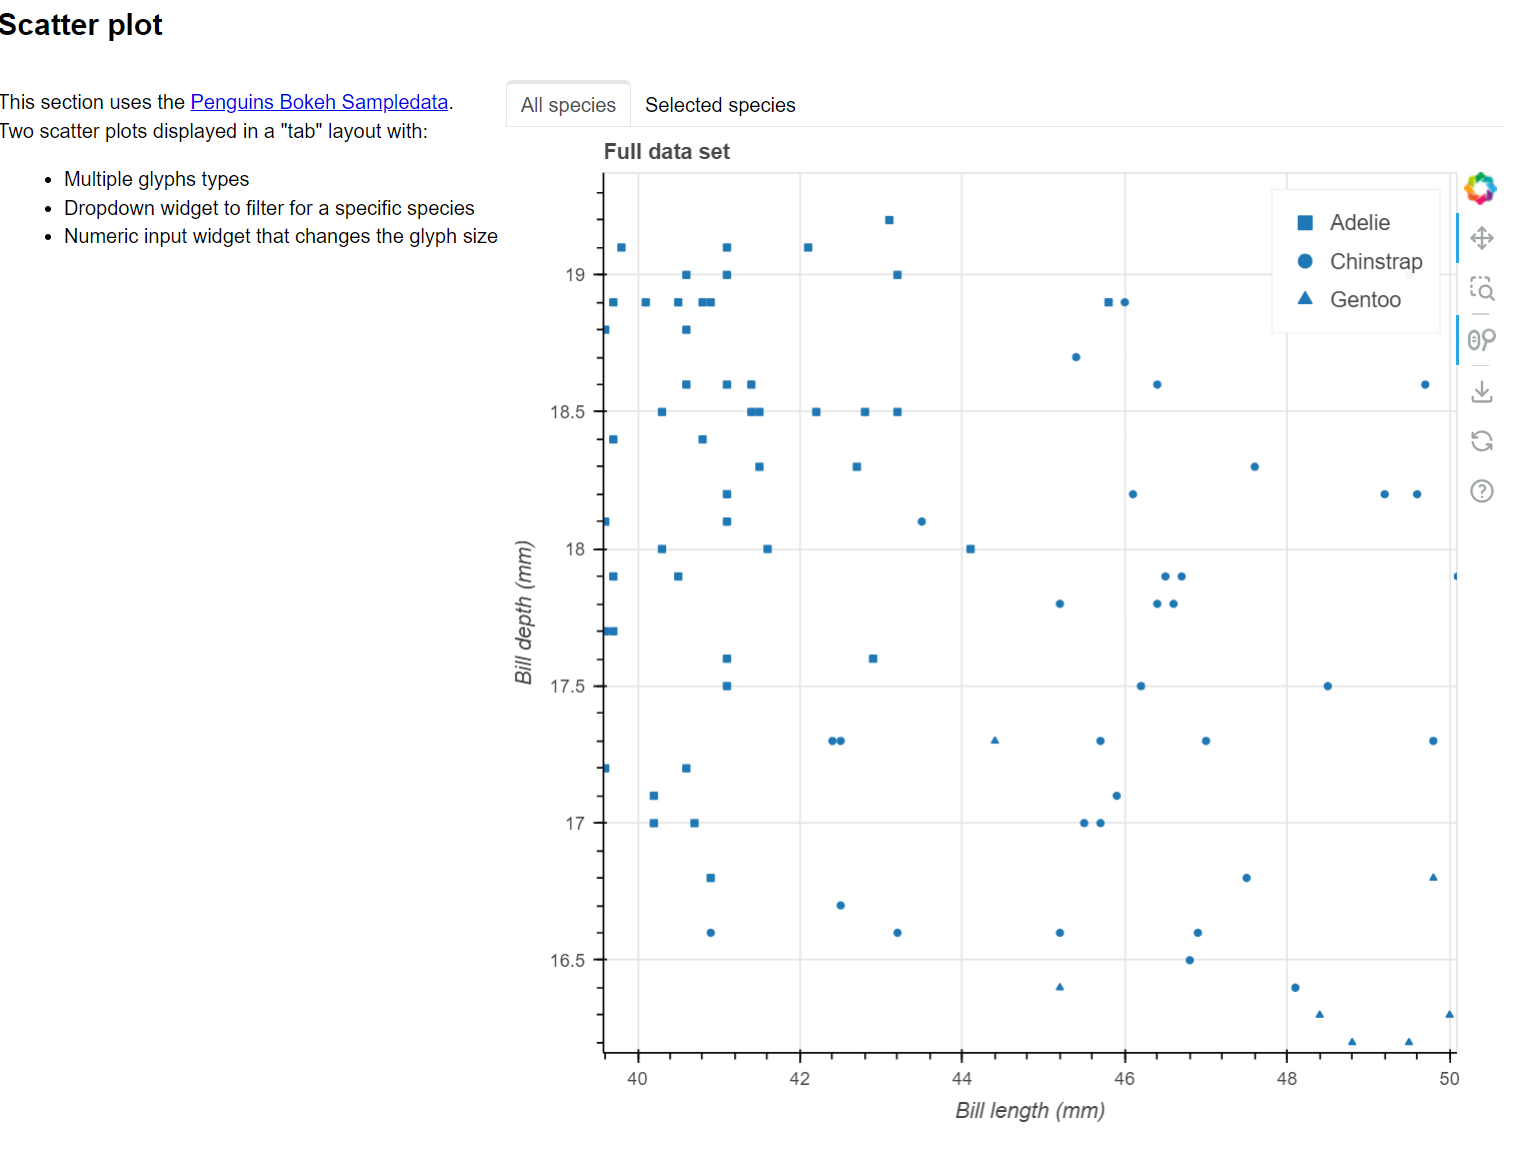 Scatter plot
This section uses the Penguins Bokeh Sampledata.
Two scatter plots displayed in a "tab" layout with:
• Multiple glyphs types
• Dropdown widget to filter for a specific species
• Numeric input widget that changes the glyph size
All species Selected species
Full data set
Adelie
Chinstrap
Gentoo
19
18.5
18
17.5
17
16.5
Bill depth (mm)
40 42 44 46 48 50
Bill length (mm)